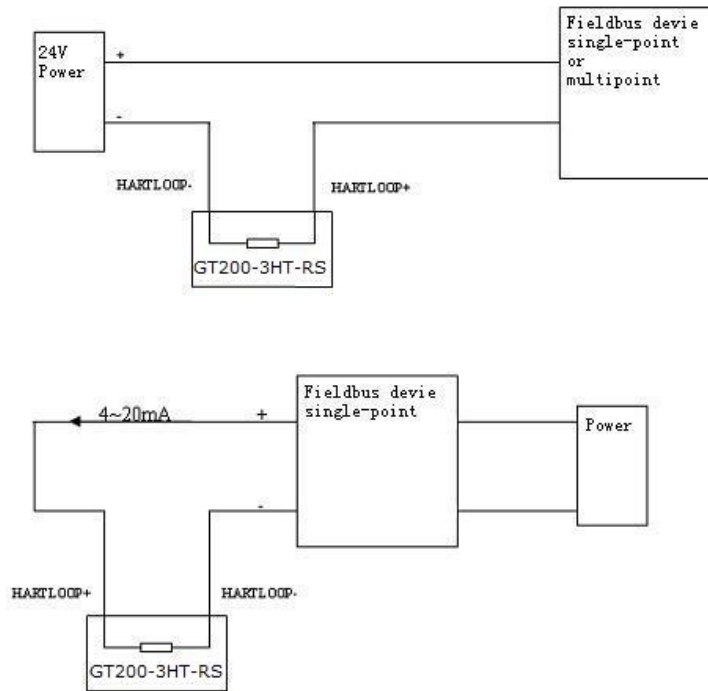 24V
Power
+
-
Fieldbus devie
single-point
or
multipoint
HARTLOOP-
HARTLOOP+
GT200-3HT-RS
4~20mA
+
-
Fieldbus devie
single-point
Power
HARTLOOP+
HARTLOOP-
GT200-3HT-RS